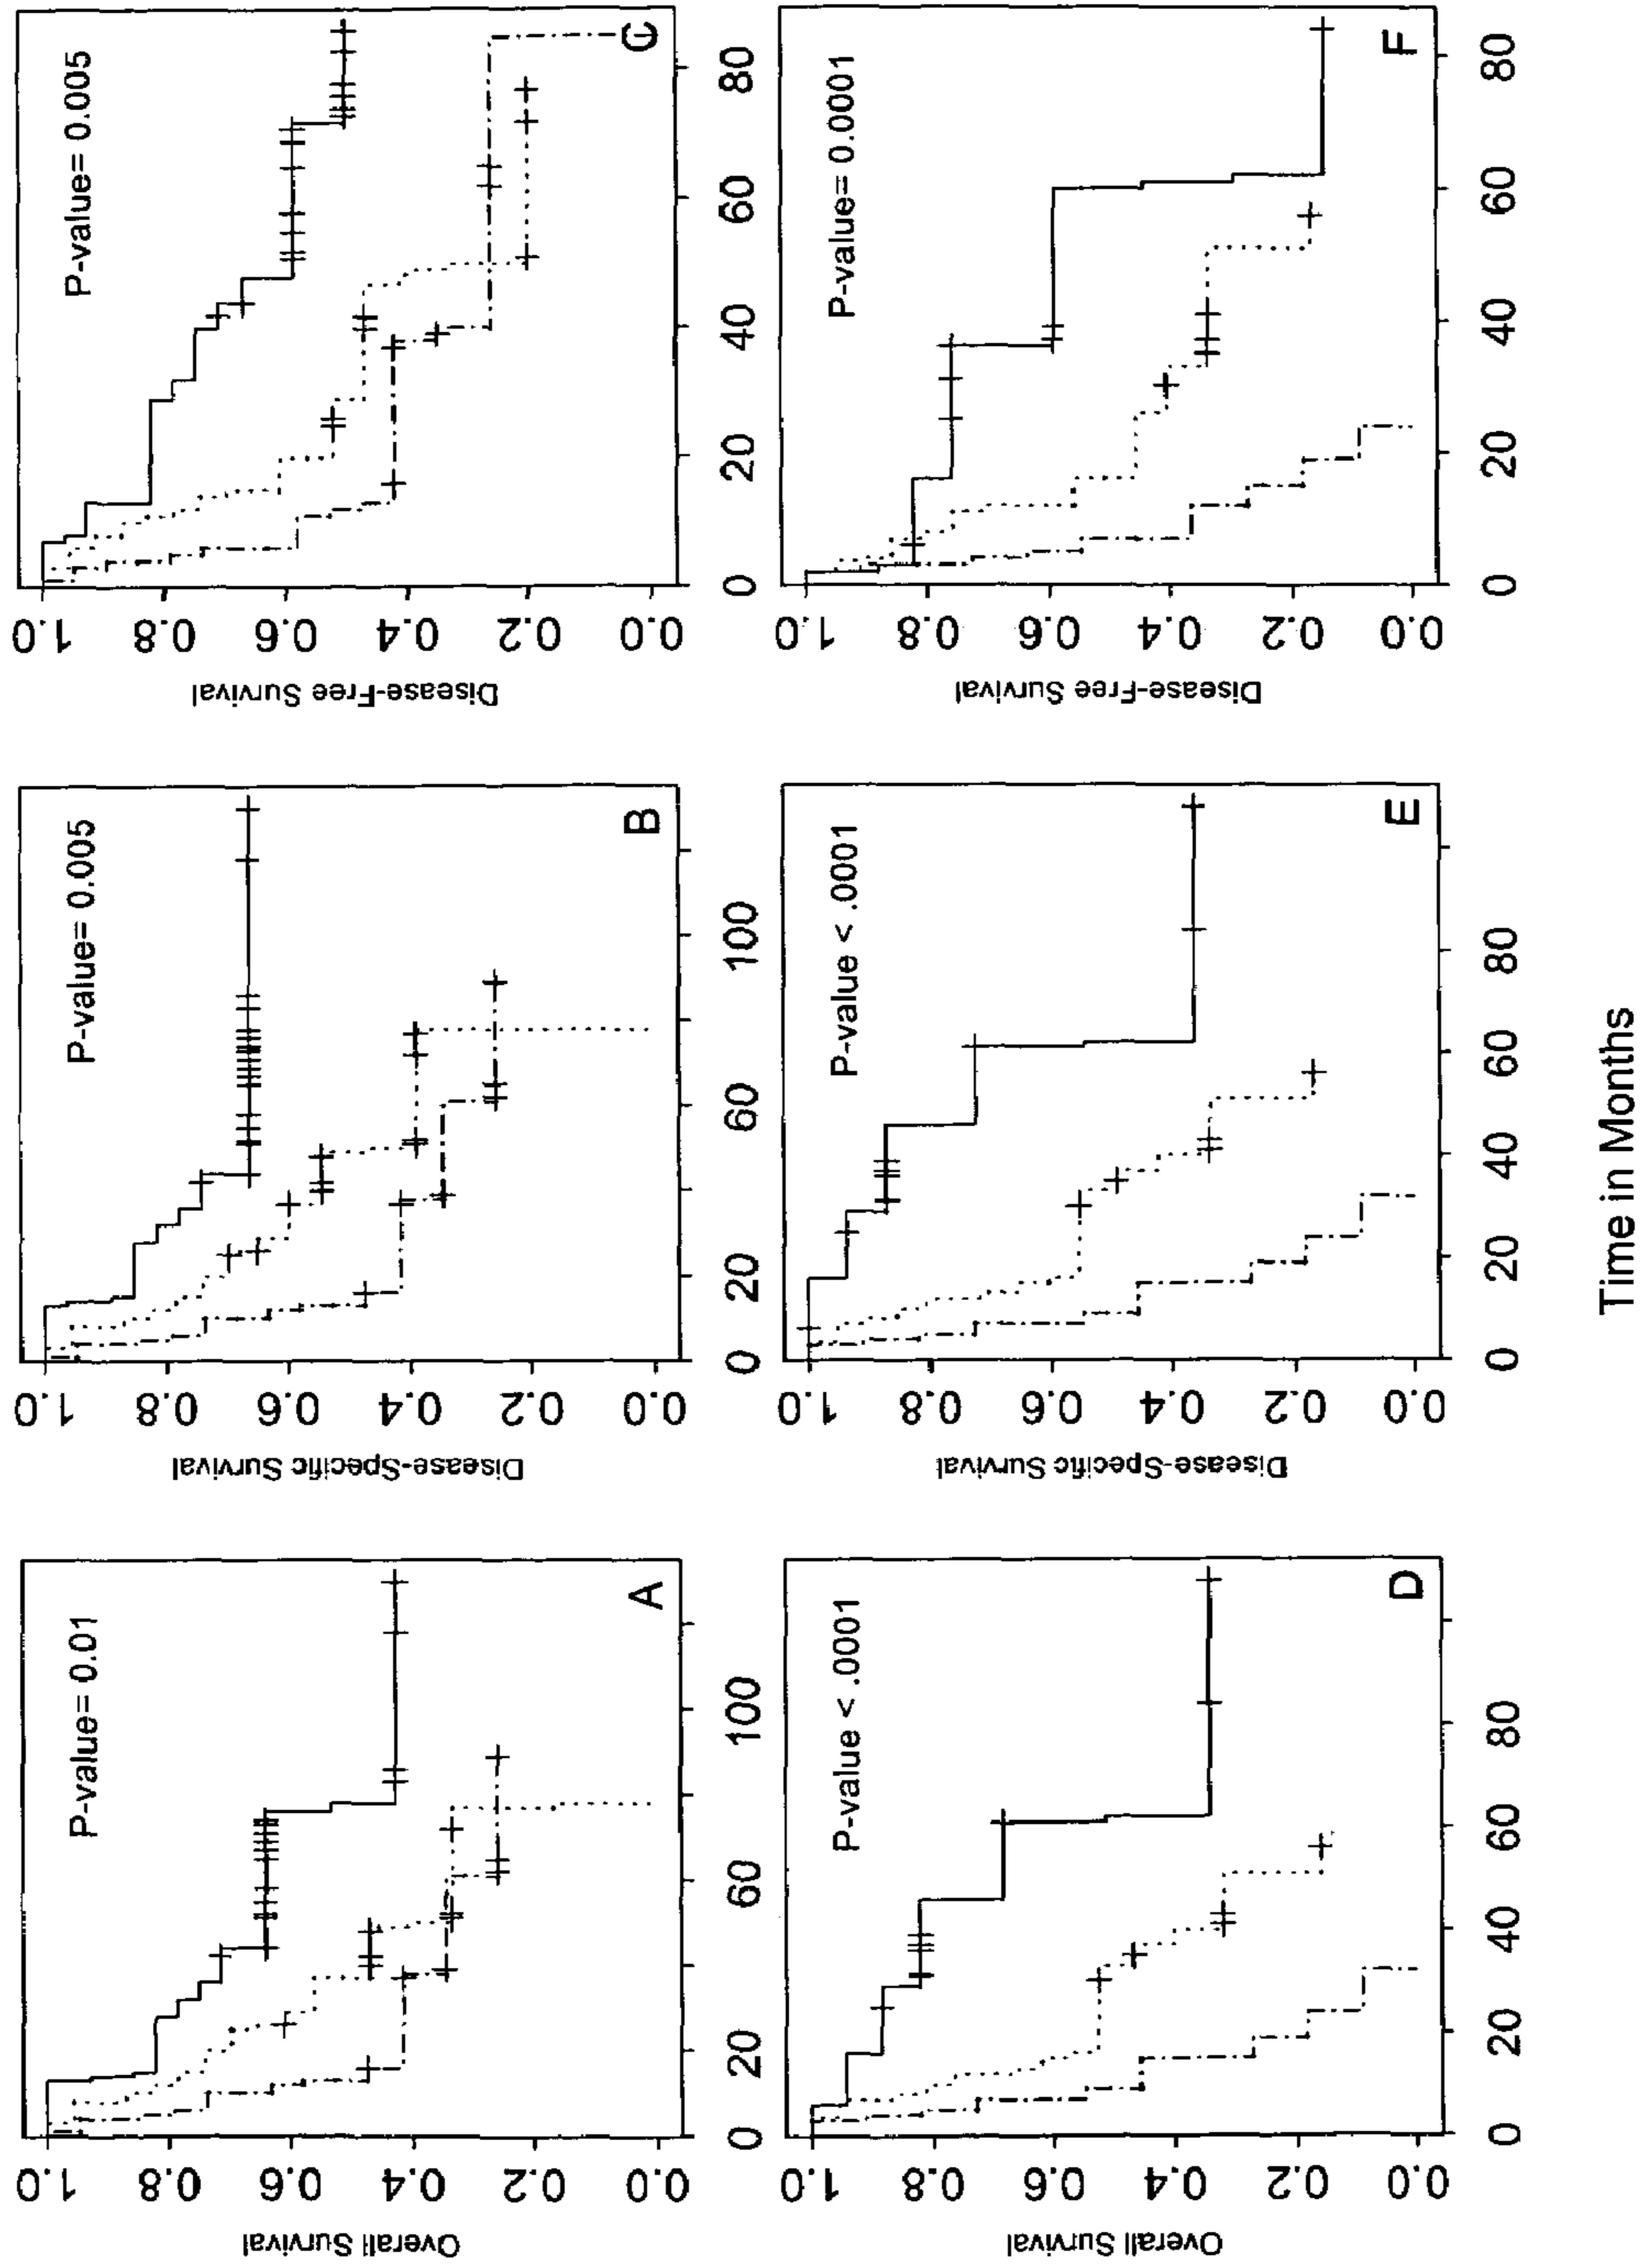 P-value= 0.01
A
Overall Survival
1.0 0.8 0.6 0.4 0.2 0.0
0 20 60 100
P-value= 0.005
B
Disease-Specific Survival
1.0 0.8 0.6 0.4 0.2 0.0
0 20 60 100
P-value= 0.005
C
Disease-Free Survival
1.0 0.8 0.6 0.4 0.2 0.0
0 20 40 60 80
P-value < .0001
D
Overall Survival
1.0 0.8 0.6 0.4 0.2 0.0
0 20 40 60 80
P-value < .0001
E
Disease-Specific Survival
1.0 0.8 0.6 0.4 0.2 0.0
0 20 40 60 80
P-value= 0.0001
F
Disease-Free Survival
1.0 0.8 0.6 0.4 0.2 0.0
0 20 40 60 80
Time in Months